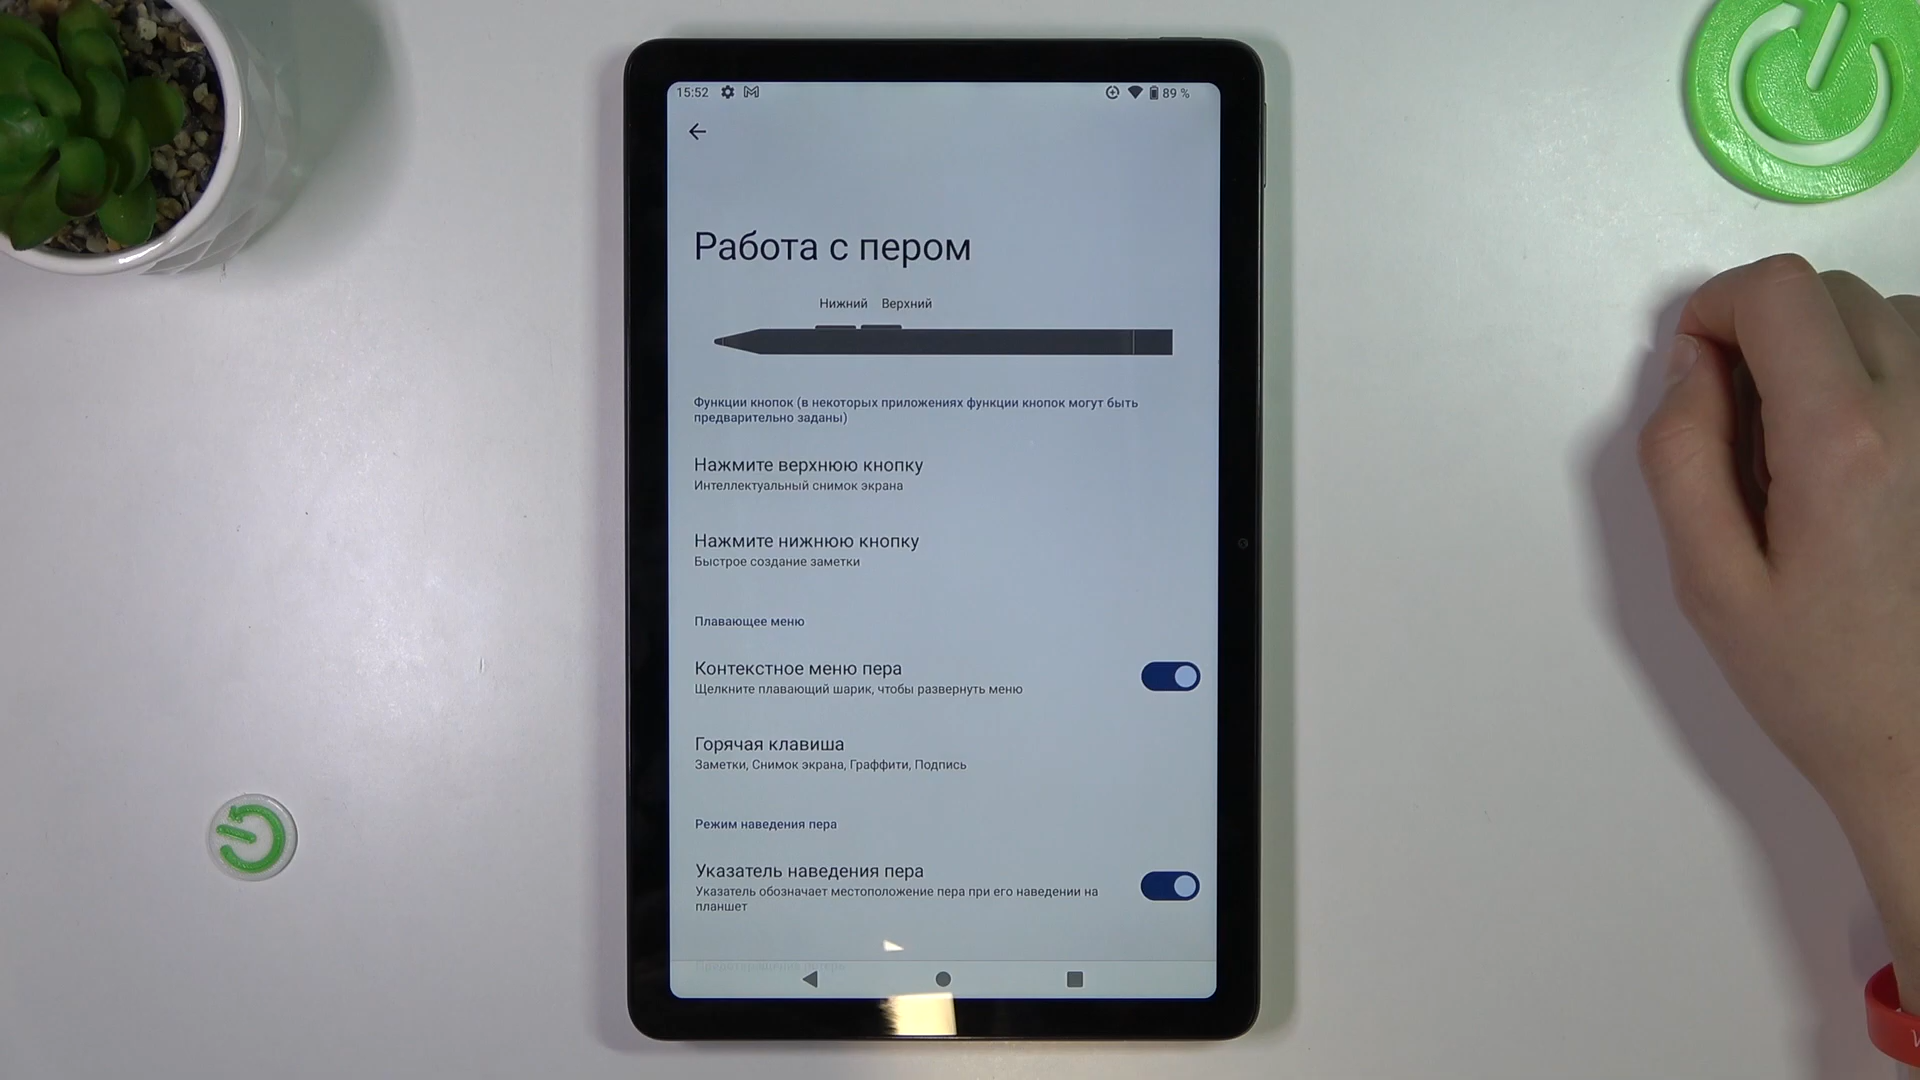 15:52
89 %
Работа с пером
Нижний Верхний
Функции кнопок (в некоторых приложениях функции кнопок могут быть
предварительно заданы)
Нажмите верхнюю кнопку
Интеллектуальный снимок экрана
Нажмите нижнюю кнопку
Быстрое создание заметки
Плавающее меню
Контекстное меню пера
Щелкните плавающий шарик, чтобы развернуть меню
Горячая клавиша
Заметки, Снимок экрана, Граффити, Подпись
Режим наведения пера
Указатель наведения пера
Указатель обозначает местоположение пера при его наведении на
планшет